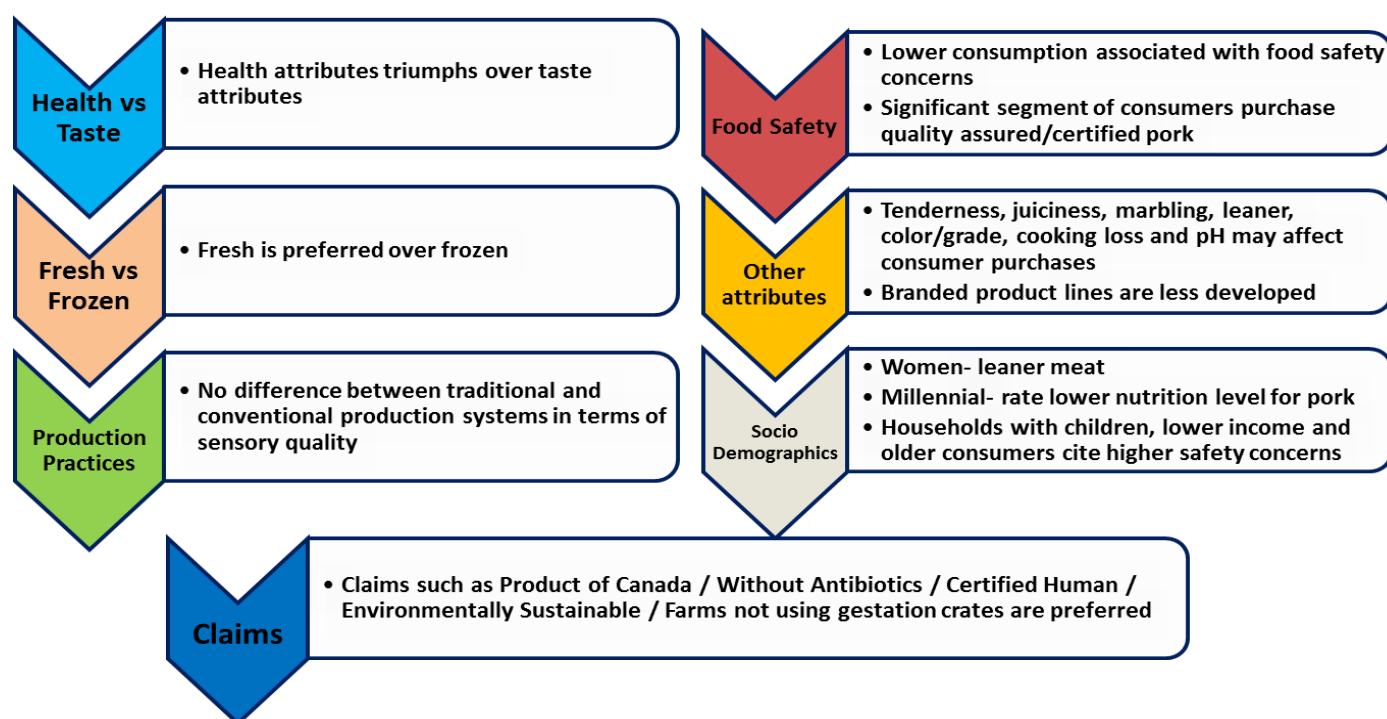 Health vs
Taste
• Health attributes triumphs over taste
attributes
Fresh vs
Frozen
• Fresh is preferred over frozen
Production
Practices
• No difference between traditional and
conventional production systems in terms of
sensory quality
Food Safety
• Lower consumption associated with food safety
concerns
• Significant segment of consumers purchase
quality assured/certified pork
Other
attributes
• Tenderness, juiciness, marbling, leaner,
color/grade, cooking loss and pH may affect
consumer purchases
• Branded product lines are less developed
Socio
Demographics
• Women- leaner meat
• Millennial- rate lower nutrition level for pork
• Households with children, lower income and
older consumers cite higher safety concerns
Claims
• Claims such as Product of Canada / Without Antibiotics / Certified Human /
Environmentally Sustainable / Farms not using gestation crates are preferred